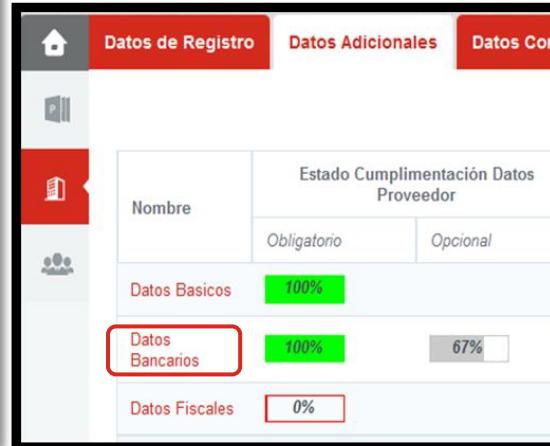 Datos de Registro Datos Adicionales Datos Con
Nombre
Estado Cumplimentación Datos
Proveedor
Obligatorio Opcional
Datos Basicos 100%
Datos
Bancarios 100% 67%
Datos Fiscales 0%